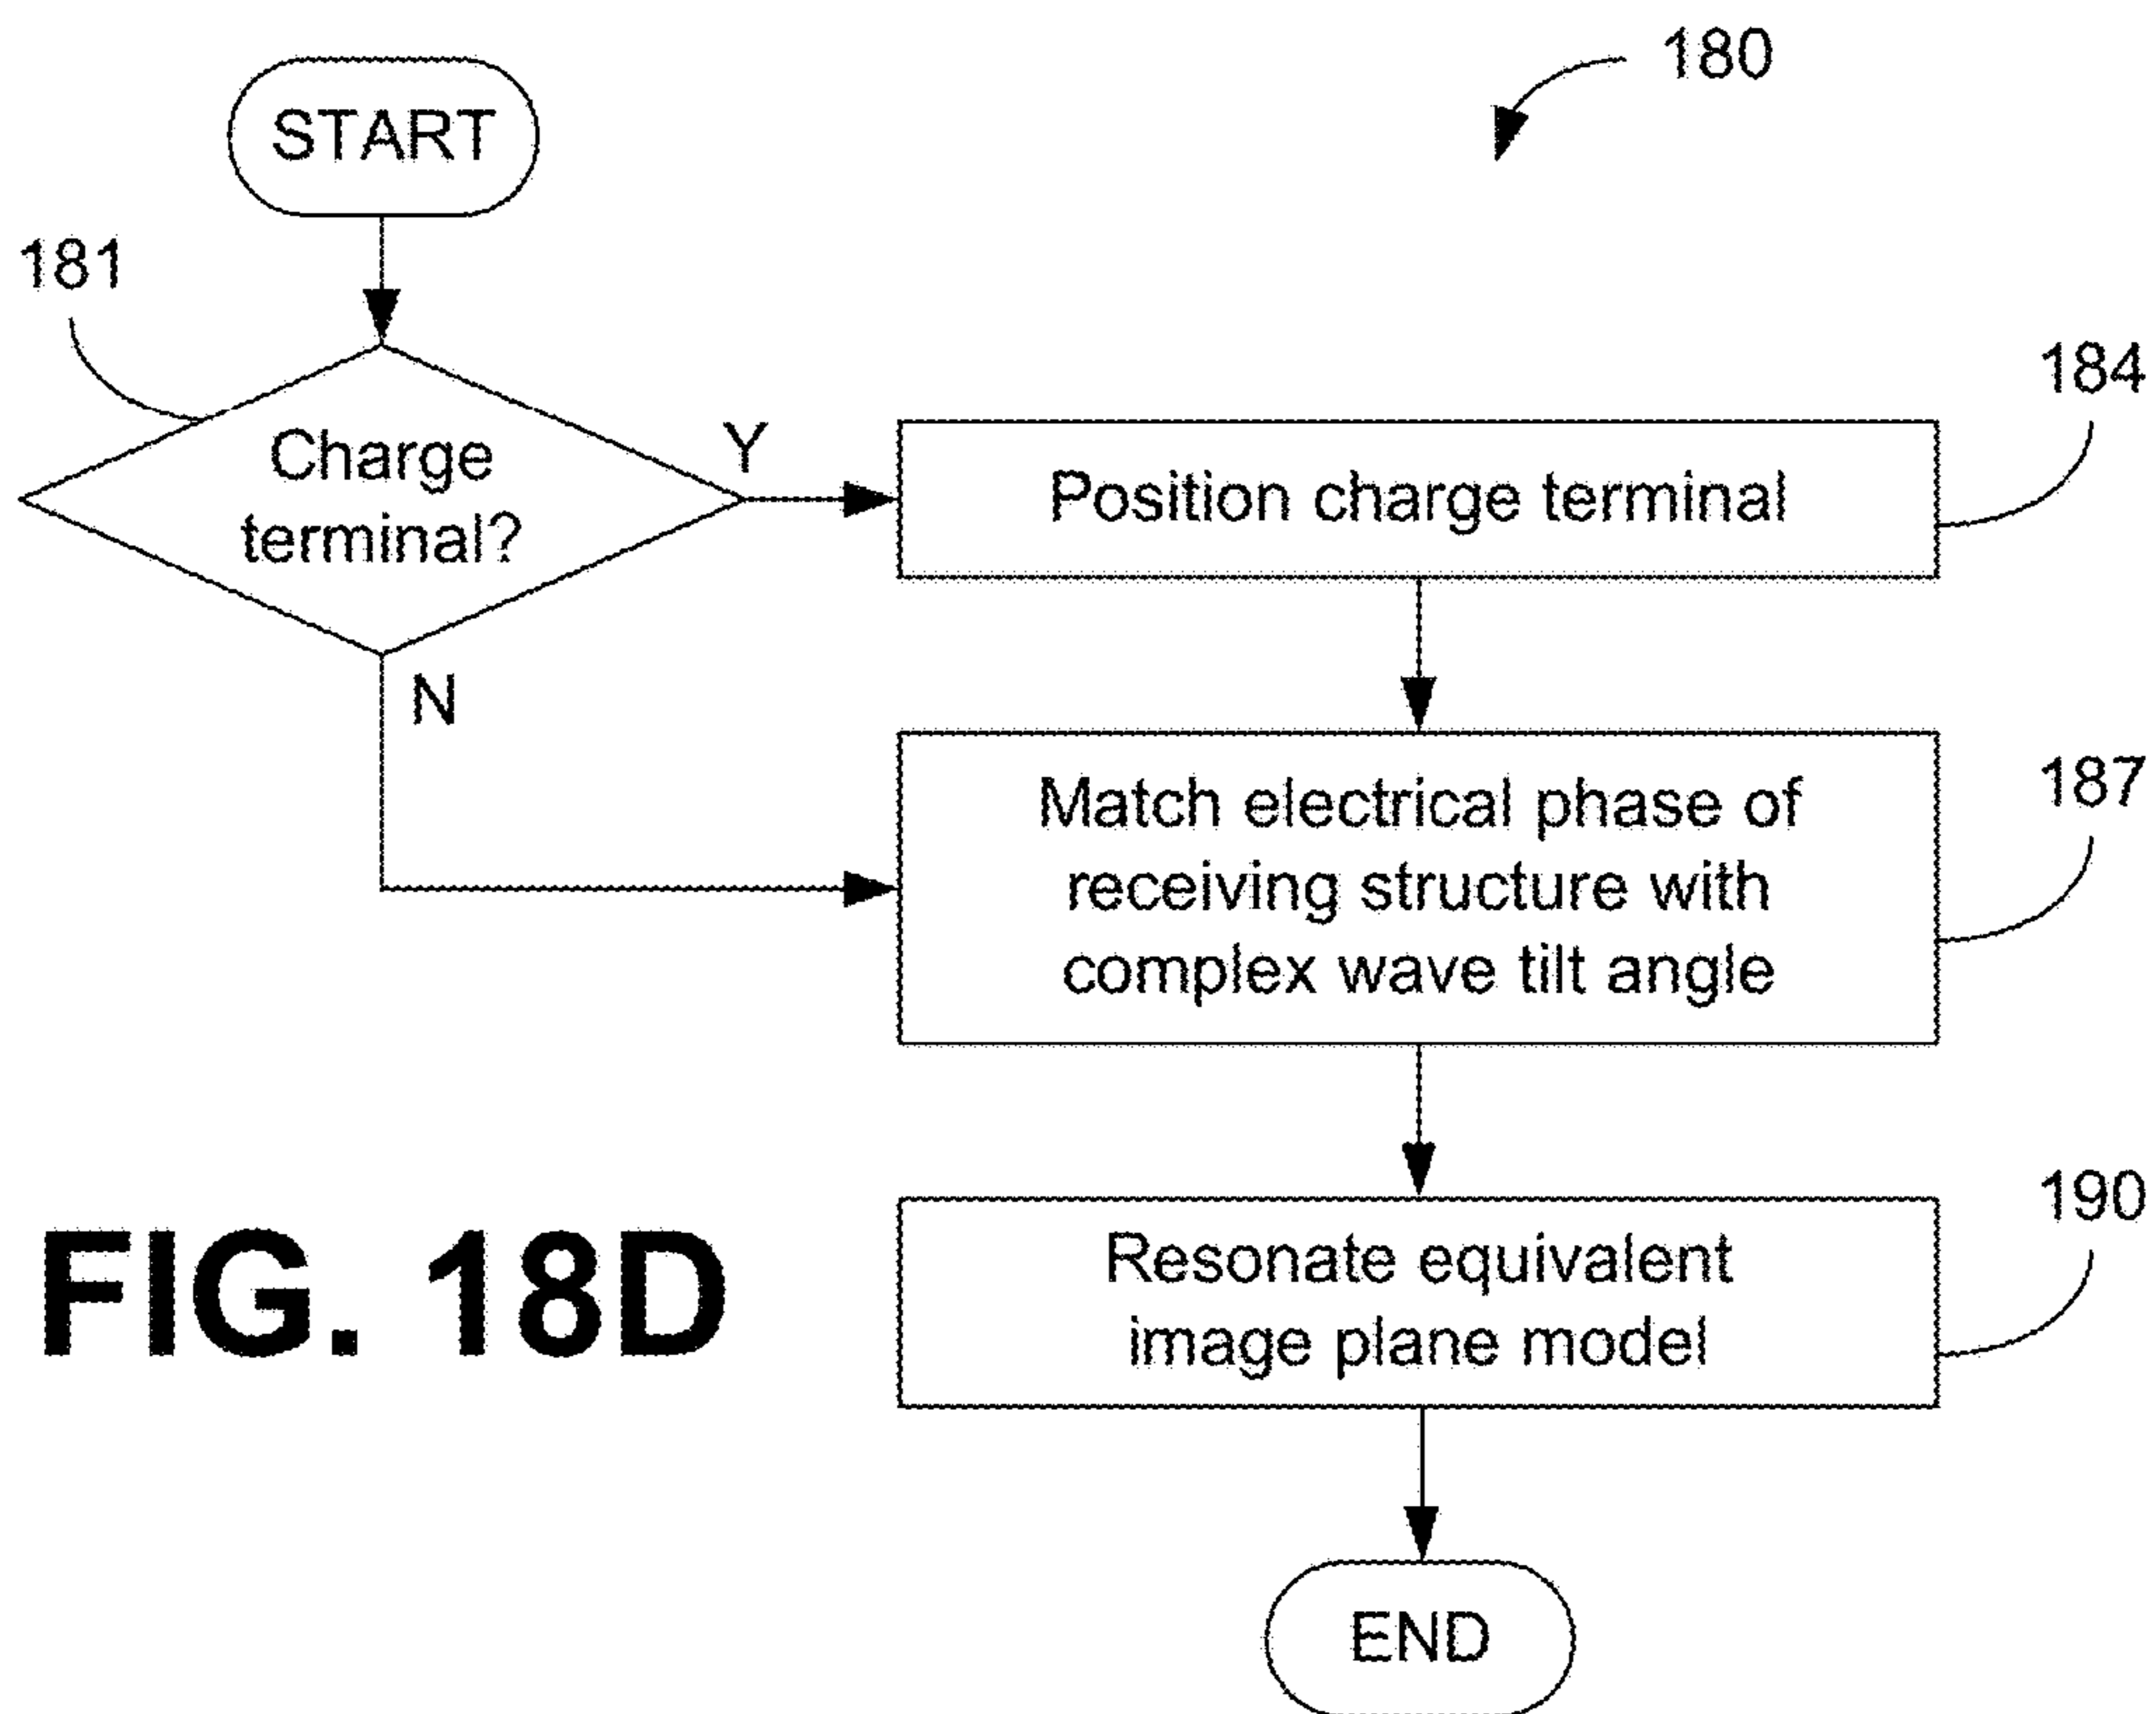 START
180
181
Charge
terminal?
Y
N
Position charge terminal
184
Match electrical phase of
receiving structure with
complex wave tilt angle
187
Resonate equivalent
image plane model
190
END
FIG. 18D